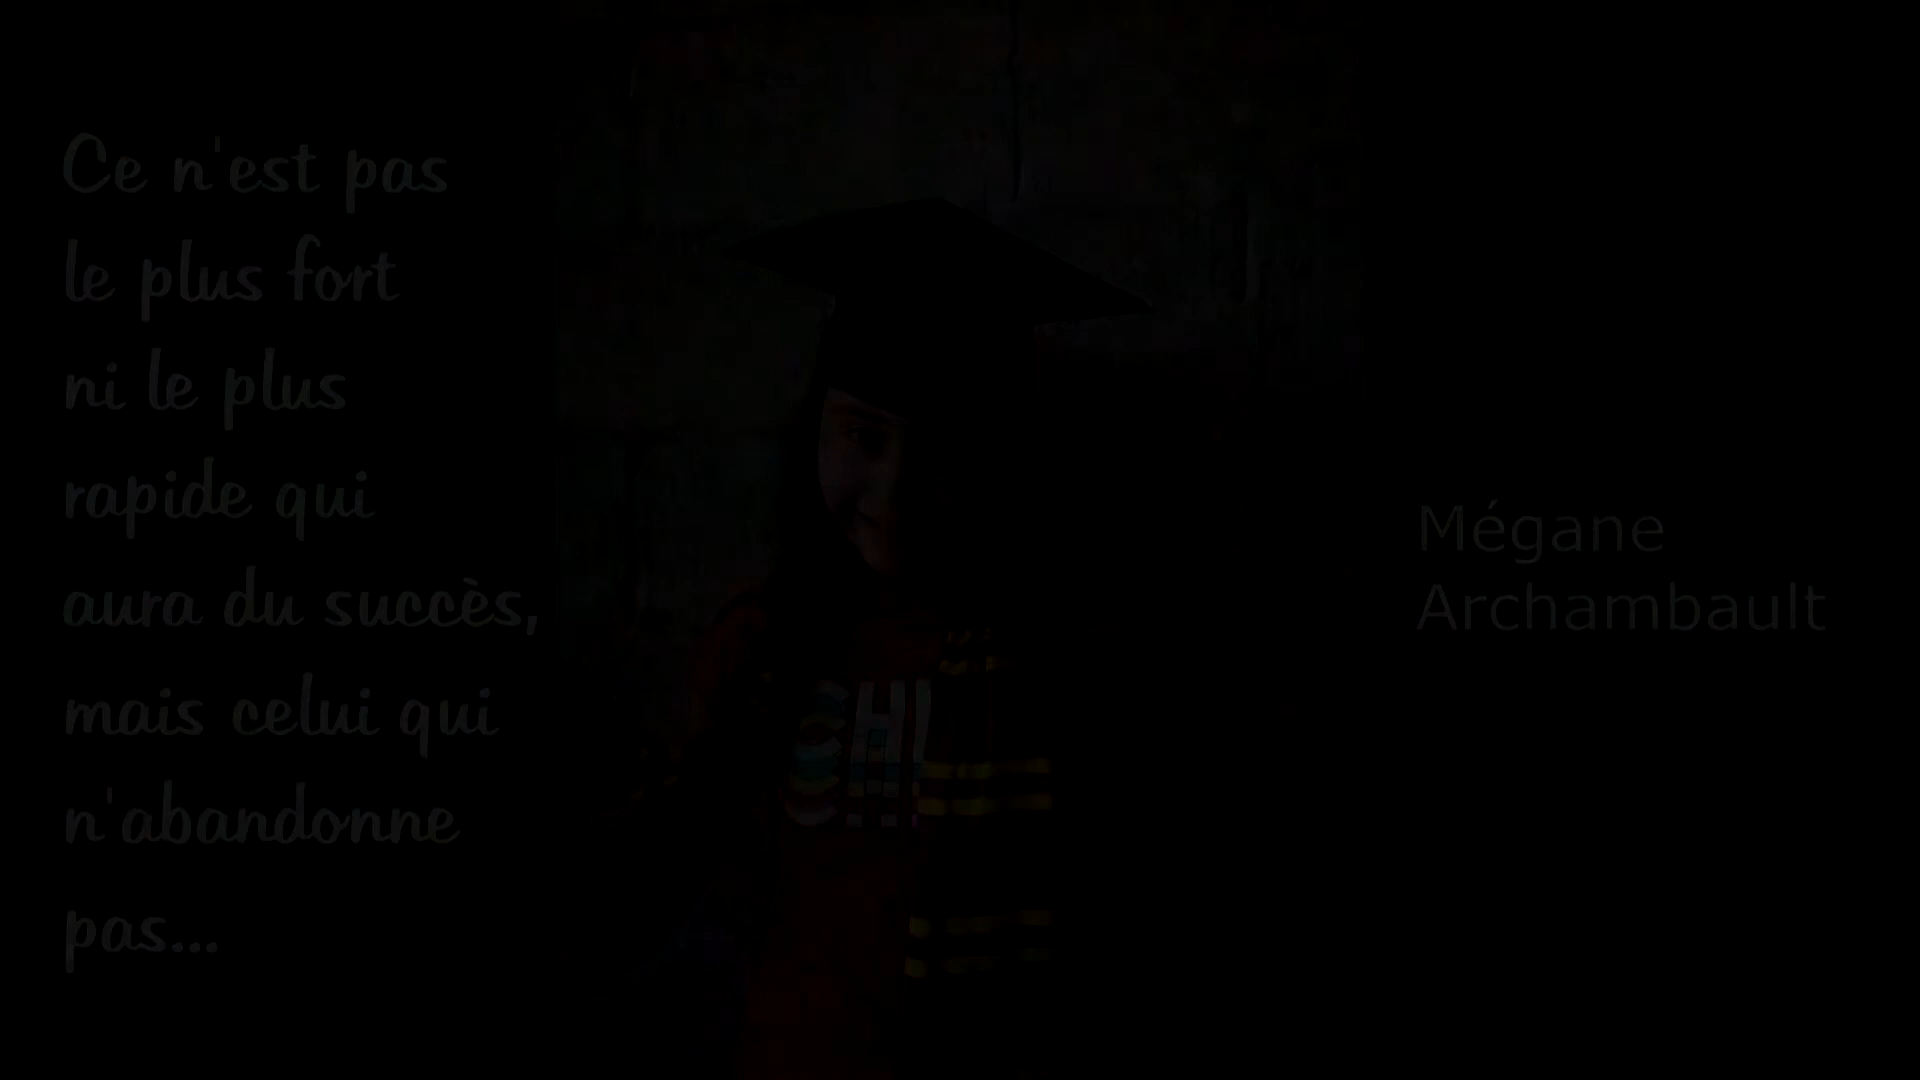 Ce n'est pas
le plus fort
ni le plus
rapide qui
aura du succès,
mais celui qui
n'abandonne
pas...
Mégane
Archambault